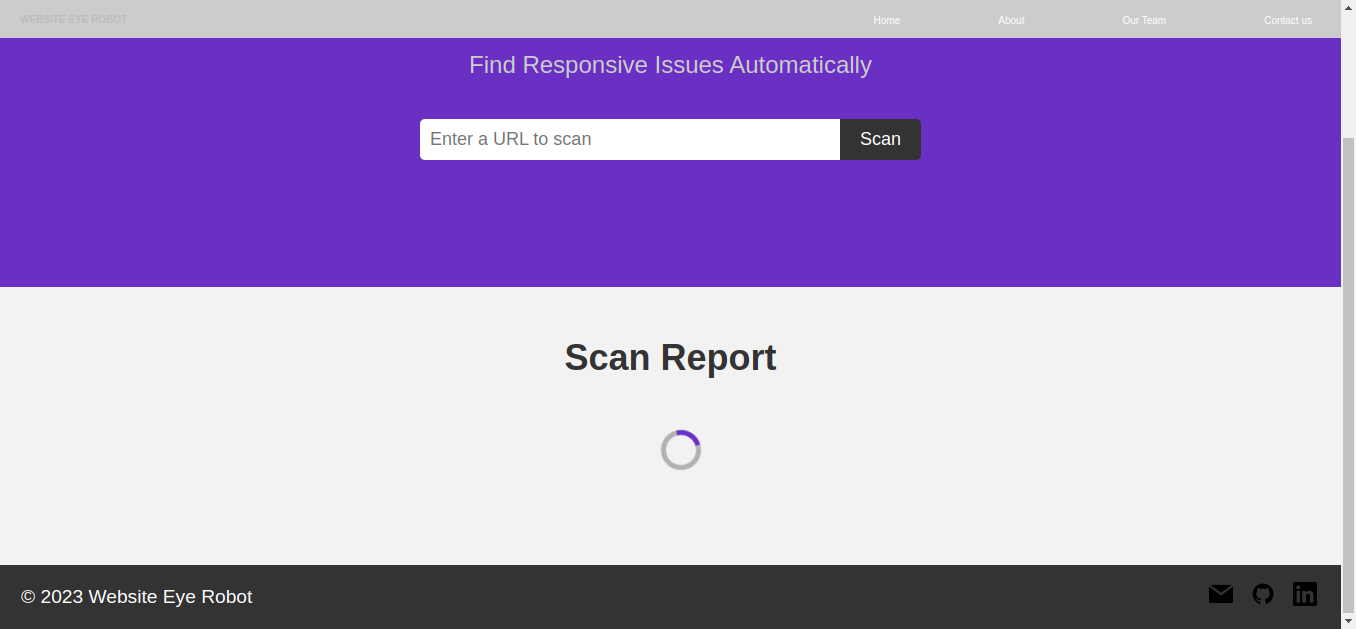 WEBSITE EYE ROBOT
Home
About
Our Team
Contact us
Find Responsive Issues Automatically
Enter a URL to scan
Scan
Scan Report
© 2023 Website Eye Robot
in